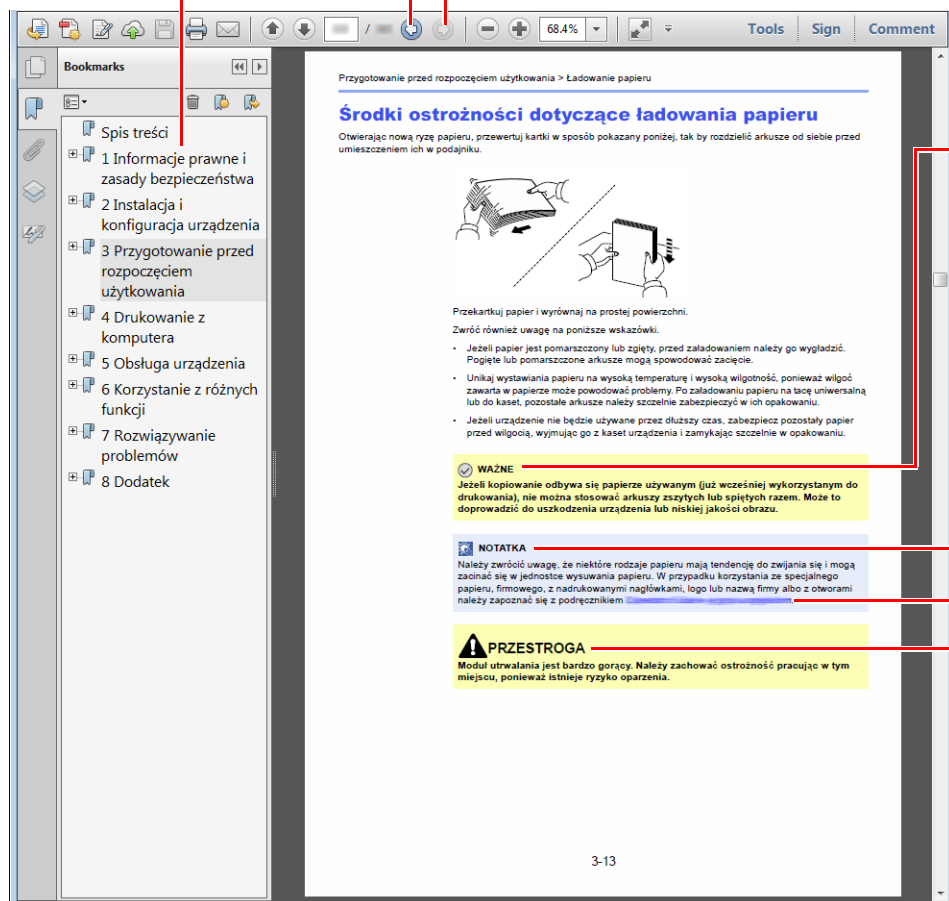 /
68.4%
Tools
Sign
Comment
Bookmarks
Spis treści
1 Informacje prawne i
zasady bezpieczeństwa
2 Instalacja i
konfiguracja urządzenia
3 Przygotowanie przed
rozpoczęciem
użytkowania
4 Drukowanie z
komputera
5 Obsługa urządzenia
6 Korzystanie z różnych
funkcji
7 Rozwiązywanie
problemów
8 Dodatek
Przygotowanie przed rozpoczęciem użytkowania > Ładowanie papieru
Środki ostrożności dotyczące ładowania papieru
Otwierając nową ryzę papieru, przewertuj kartki w sposób pokazany poniżej, tak by rozdzielić arkusze od siebie przed
umieszczeniem ich w podajniku.
Przekartkuj papier i wyrównaj na prostej powierzchni.
Zwróć również uwagę na poniższe wskazówki.
• Jeżeli papier jest pomarszczony lub zgięty, przed załadowaniem należy go wygładzić.
Pogięte lub pomarszczone arkusze mogą spowodować zacięcie.
• Unikaj wystawiania papieru na wysoką temperaturę i wysoką wilgotność, ponieważ wilgoć
zawarta w papierze może powodować problemy. Po załadowaniu papieru na tacę uniwersalną
lub do kaset, pozostałe arkusze należy szczelnie zabezpieczyć w ich opakowaniu.
• Jeżeli urządzenie nie będzie używane przez dłuższy czas, zabezpiecz pozostały papier
przed wilgocią, wyjmując go z kaset urządzenia i zamykając szczelnie w opakowaniu.
WAŻNE
Jeżeli kopiowanie odbywa się papierze używanym (już wcześniej wykorzystanym do
drukowania), nie można stosować arkuszy zszytych lub spiętych razem. Może to
doprowadzić do uszkodzenia urządzenia lub niskiej jakości obrazu.
NOTATKA
Należy zwrócić uwagę, że niektóre rodzaje papieru mają tendencję do zwijania się i mogą
zacinać się w jednostce wysuwania papieru. W przypadku korzystania ze specjalnego
papieru, firmowego, z nadrukowanymi nagłówkami, logo lub nazwą firmy albo z otworami
należy zapoznać się z podręcznikiem
PRZESTROGA
Moduł utrwalania jest bardzo gorący. Należy zachować ostrożność pracując w tym
miejscu, ponieważ istnieje ryzyko oparzenia.
3-13